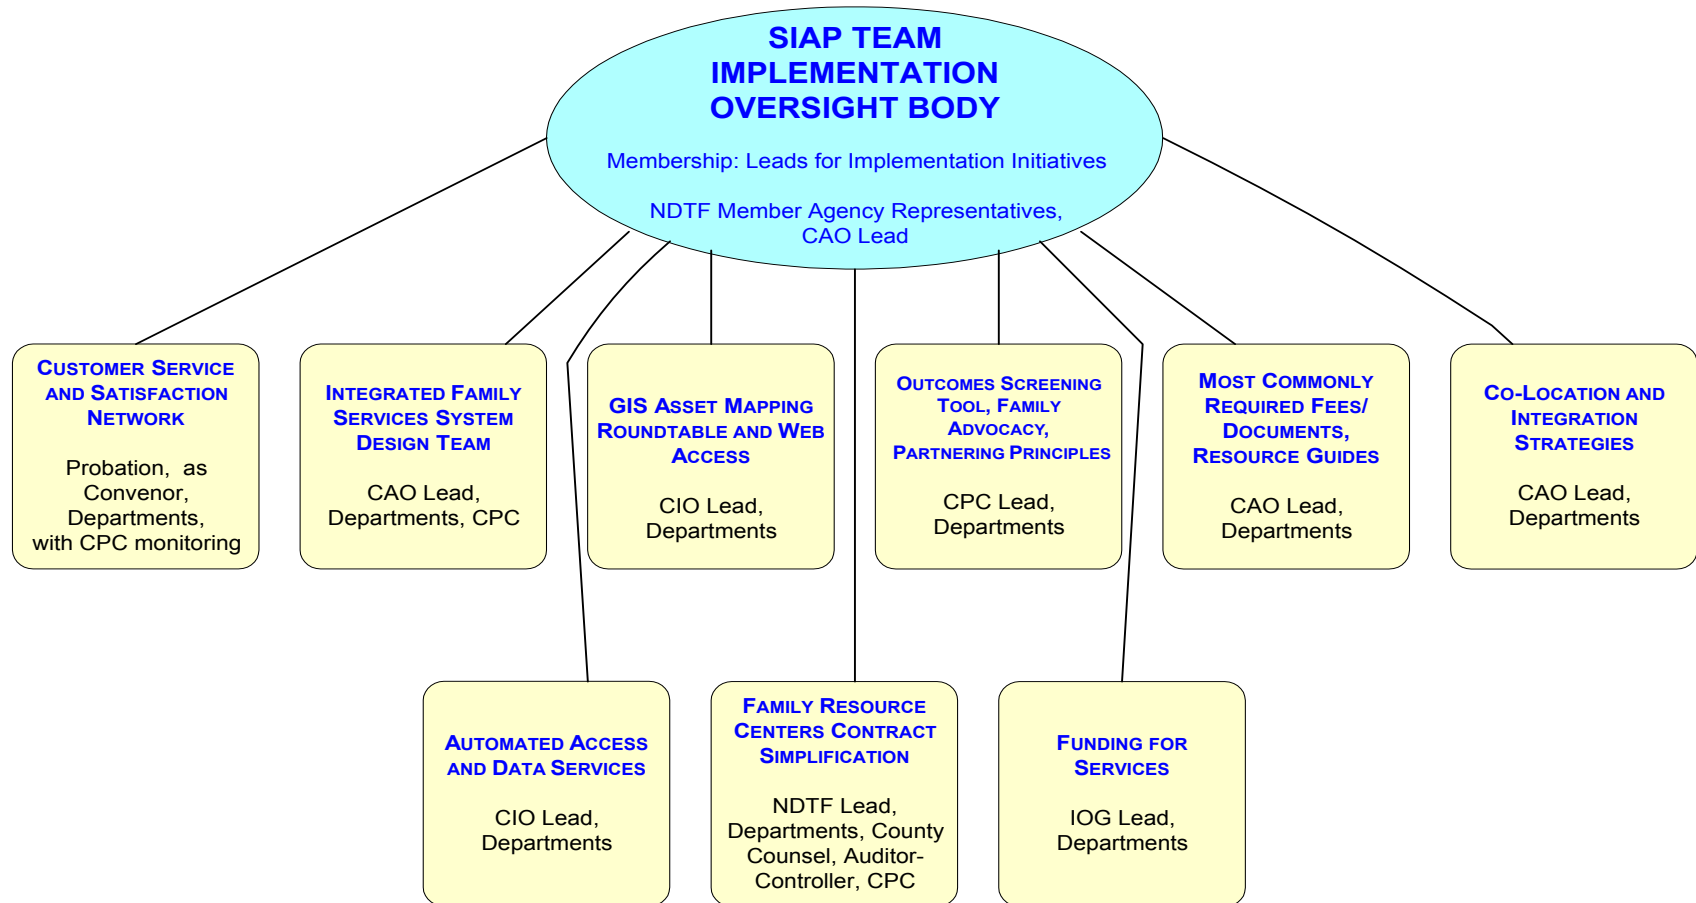 SIAP TEAM
IMPLEMENTATION
OVERSIGHT BODY
Membership: Leads for Implementation Initiatives
NDTF Member Agency Representatives,
CAO Lead
CUSTOMER SERVICE
AND SATISFACTION
NETWORK
Probation, as
Convenor,
Departments,
with CPC monitoring
INTEGRATED FAMILY
SERVICES SYSTEM
DESIGN TEAM
CAO Lead,
Departments, CPC
GIS ASSET MAPPING
ROUNDTABLE AND WEB
ACCESS
CIO Lead,
Departments
OUTCOMES SCREENING
TOOL, FAMILY
ADVOCACY,
PARTNERING PRINCIPLES
CPC Lead,
Departments
MOST COMMONLY
REQUIRED FEES/
DOCUMENTS,
RESOURCE GUIDES
CAO Lead,
Departments
CO-LOCATION AND
INTEGRATION
STRATEGIES
CAO Lead,
Departments
AUTOMATED ACCESS
AND DATA SERVICES
CIO Lead,
Departments
FAMILY RESOURCE
CENTERS CONTRACT
SIMPLIFICATION
NDTF Lead,
Departments, County
Counsel, Auditor-
Controller, CPC
FUNDING FOR
SERVICES
IOG Lead,
Departments